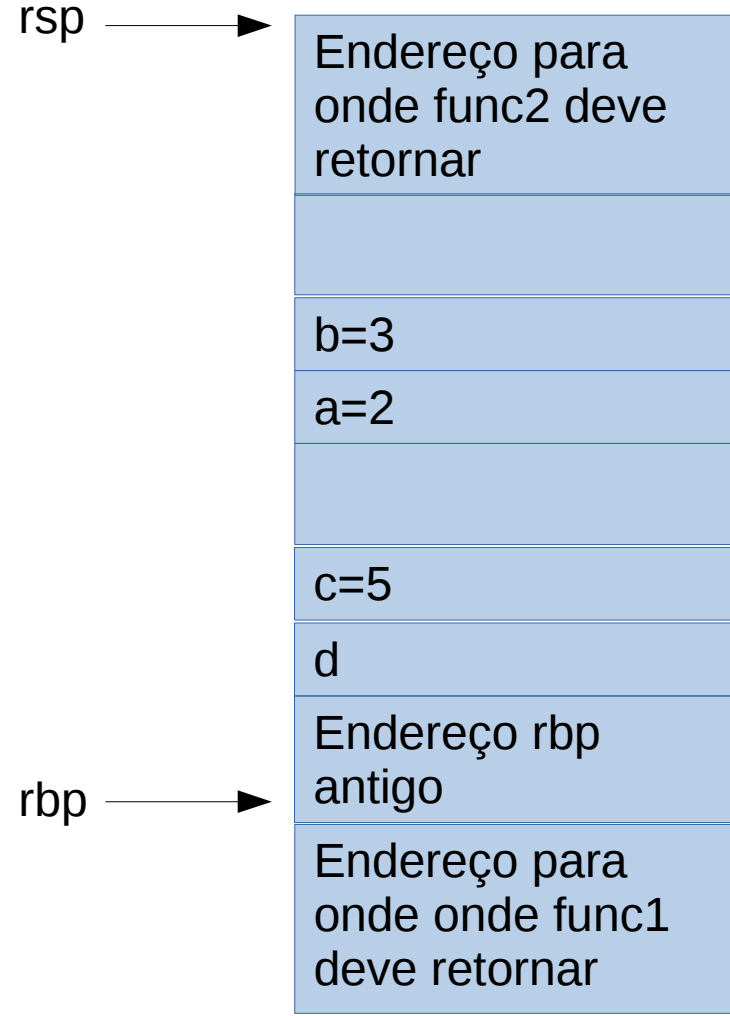 rsp
Endereço para
onde func2 deve
retornar
b=3
a=2
c=5
d
Endereço rbp
antigo
rbp
Endereço para
onde onde func1
deve retornar